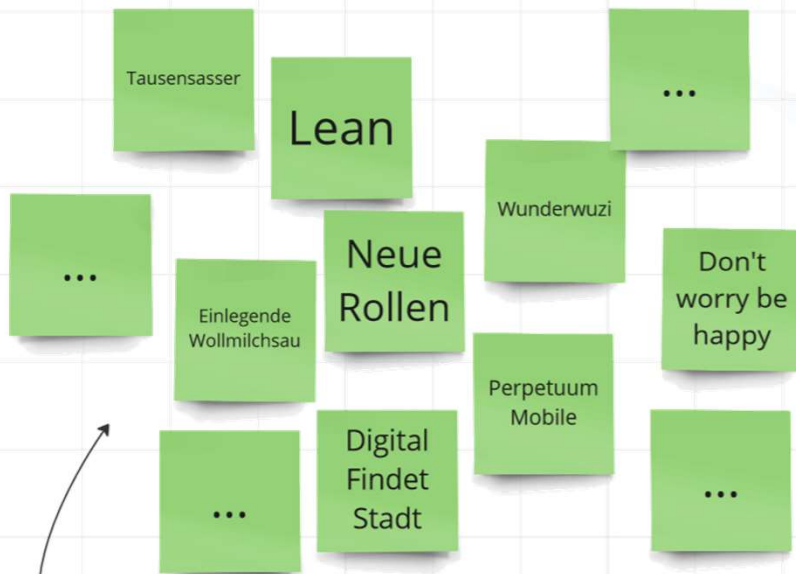 Tausensasser
Lean
...
Wunderwuzi
...
Neue
Rollen
Don't
worry be
happy
Einlegende
Wollmilchsau
Perpetuum
Mobile
Digital
Findet
Stadt
...
...